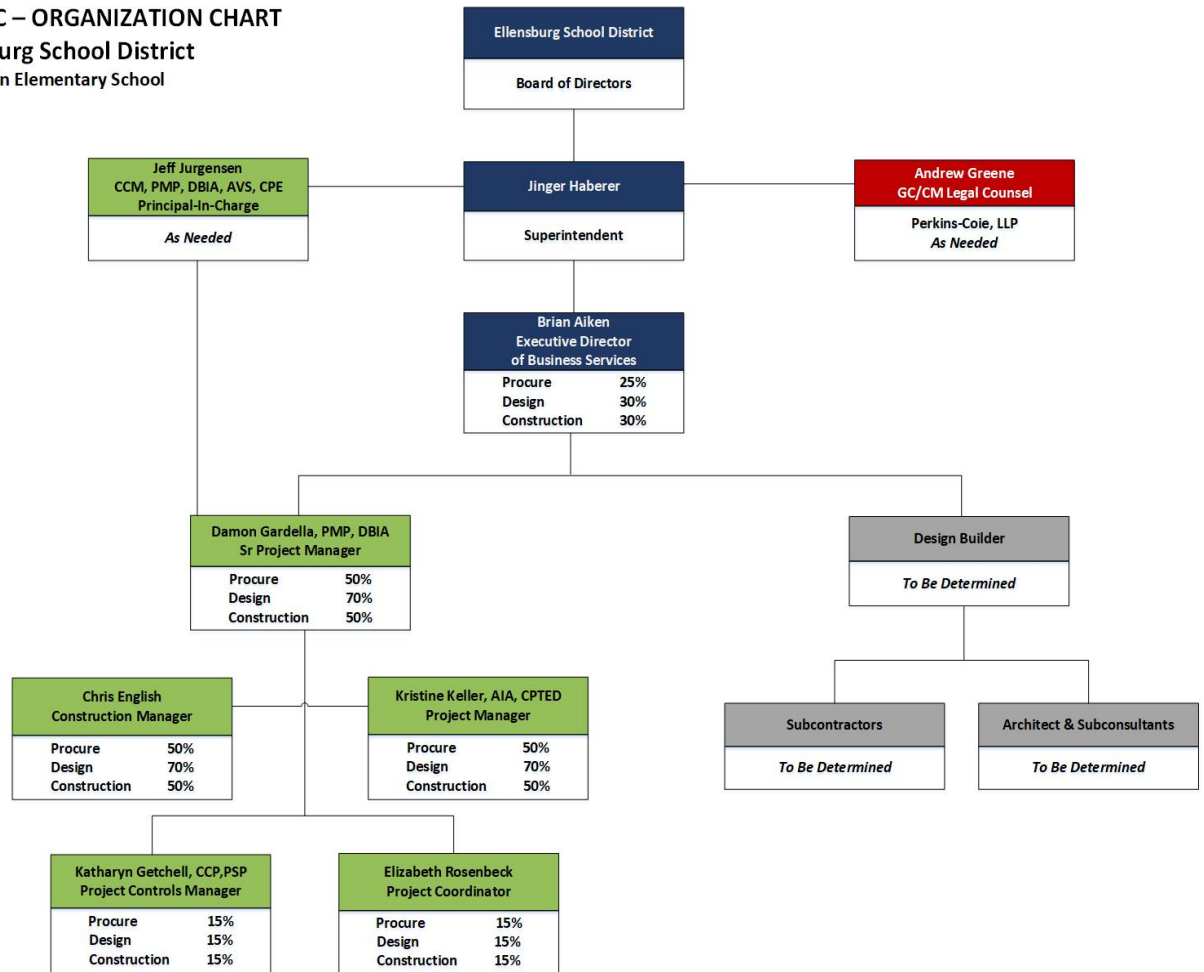 – ORGANIZATION CHART
School District
Elementary School
Ellensburg School District
Board of Directors
Jeff Jurgensen
CCM, PMP, DBIA, AVS, CPE
Principal-In-Charge
As Needed
Jinger Haberer
Superintendent
Andrew Greene
GC/CM Legal Counsel
Perkins-Coie, LLP
As Needed
Brian Aiken
Executive Director
of Business Services
Procure 25%
Design 30%
Construction 30%
Damon Gardella, PMP, DBIA
Sr Project Manager
Procure 50%
Design 70%
Construction 50%
Design Builder
To Be Determined
Chris English
Construction Manager
Procure 50%
Design 70%
Construction 50%
Kristine Keller, AIA, CPTED
Project Manager
Procure 50%
Design 70%
Construction 50%
Subcontractors
To Be Determined
Architect & Subconsultants
To Be Determined
Katharyn Getchell, CCP,PSP
Project Controls Manager
Procure 15%
Design 15%
Construction 15%
Elizabeth Rosenbeck
Project Coordinator
Procure 15%
Design 15%
Construction 15%